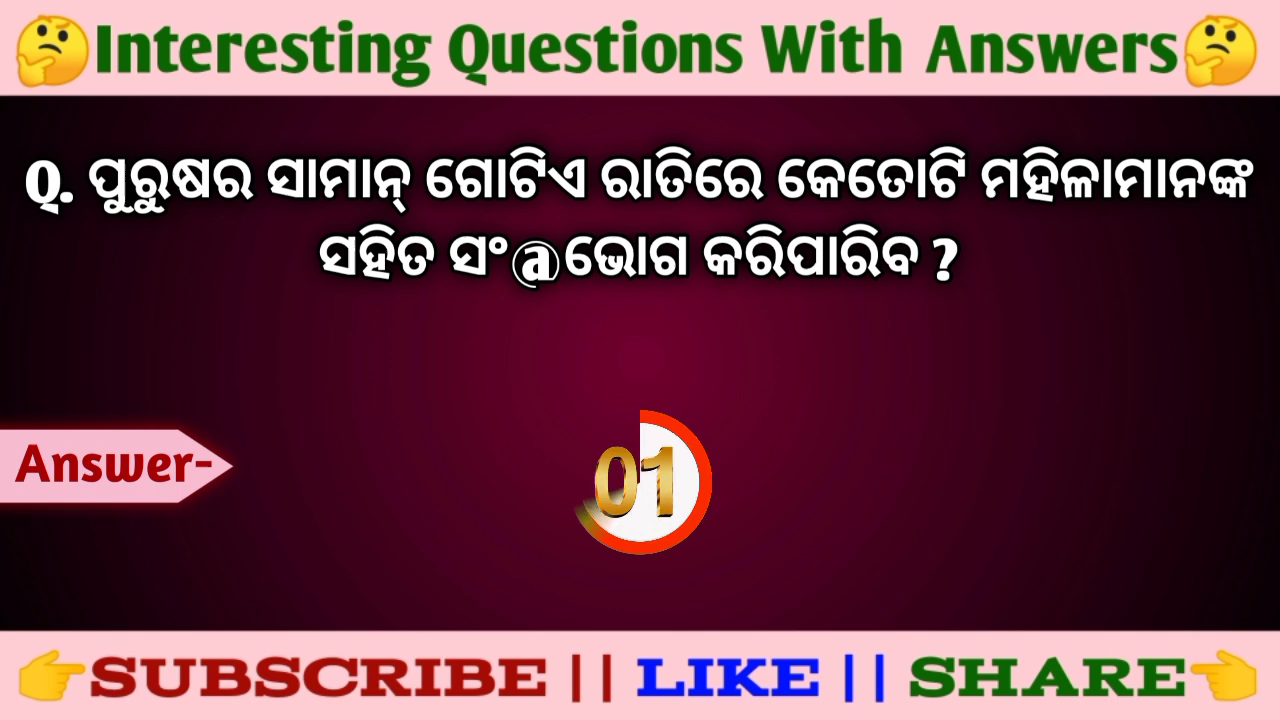 🤔Interesting Questions With Answers🤔
Q. ପୁରୁଷର ସାମାନ୍ ଗୋଟିଏ ରାତିରେ କେତୋଟି ମହିଳାମାନଙ୍କ
ସହିତ ସଂ@ଭୋଗ କରିପାରିବ ?
Answer-
01
👉SUBSCRIBE || LIKE || SHARE👈